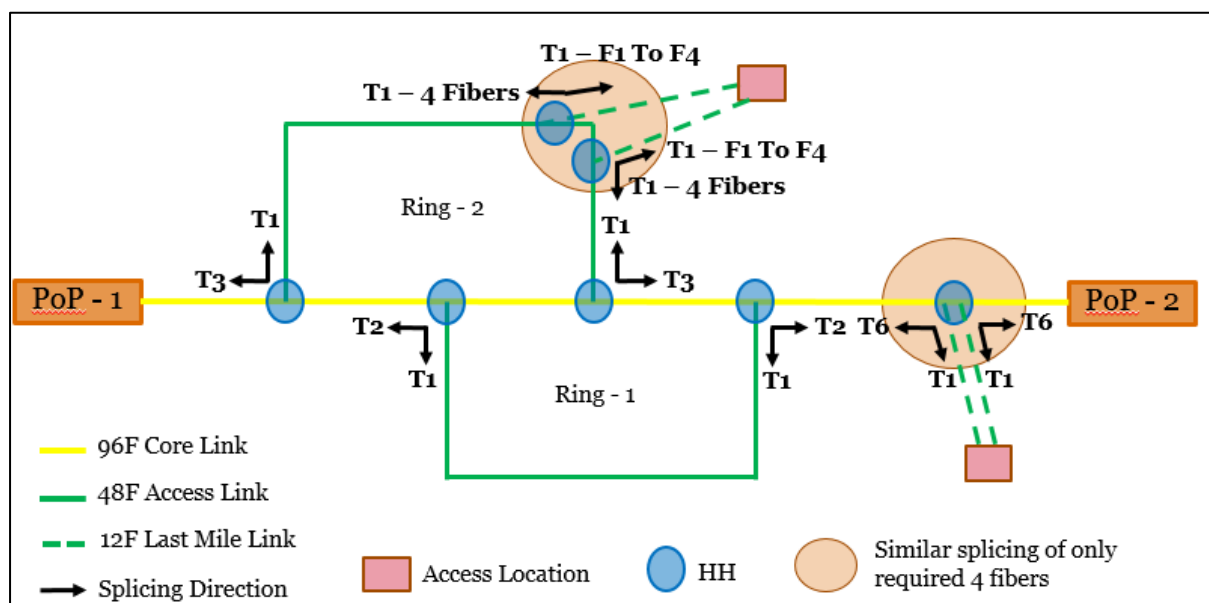 T1 – F1 To F4
T1 – 4 Fibers
T1 – F1 To F4
T1 – 4 Fibers
Ring - 2
T1
T1
T3
T3
PoP - 1
PoP - 2
T2
T1
T2
T1
T6
T6
T1
T1
Ring - 1
96F Core Link
48F Access Link
12F Last Mile Link
Splicing Direction
Access Location
HH
Similar splicing of only
required 4 fibers